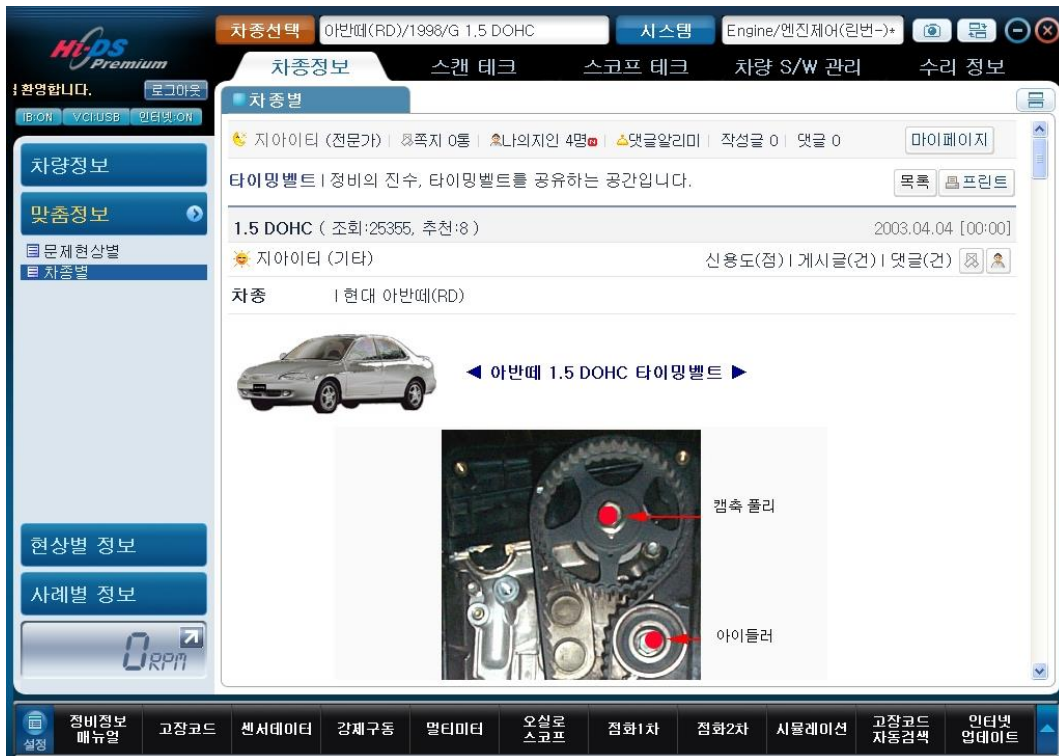 Hi-DS
Premium
차종선택 아반떼(RD)/1998/G 1.5 DOHC 시스템 Engine/엔진제어(린번-)*
차종정보 스캔 테크 스코프 테크 차량 S/W 관리 수리 정보
환영합니다. 로그아웃
IB:ON VCI:USB 인터넷:ON
차종별
차량정보
맞춤정보
문제현상별
차종별
현상별 정보
사례별 정보
0 RPM
지아이티 (전문가) 쪽지 0통 나의지인 4명 댓글알리미 작성글 0 댓글 0 마이페이지
타이밍벨트 | 정비의 진수, 타이밍벨트를 공유하는 공간입니다. 목록 프린트
1.5 DOHC ( 조회:25355, 추천:8 ) 2003.04.04 [00:00]
지아이티 (기타) 신용도(점) | 게시글(건) | 댓글(건)
차종 | 현대 아반떼(RD)
◀ 아반떼 1.5 DOHC 타이밍벨트 ▶
캠축 풀리
아이들러
설정 정비정보 매뉴얼 고장코드 센서데이터 강제구동 멀티미터 오실로스코프 점화1차 점화2차 시뮬레이션 고장코드 자동검색 인터넷 업데이트